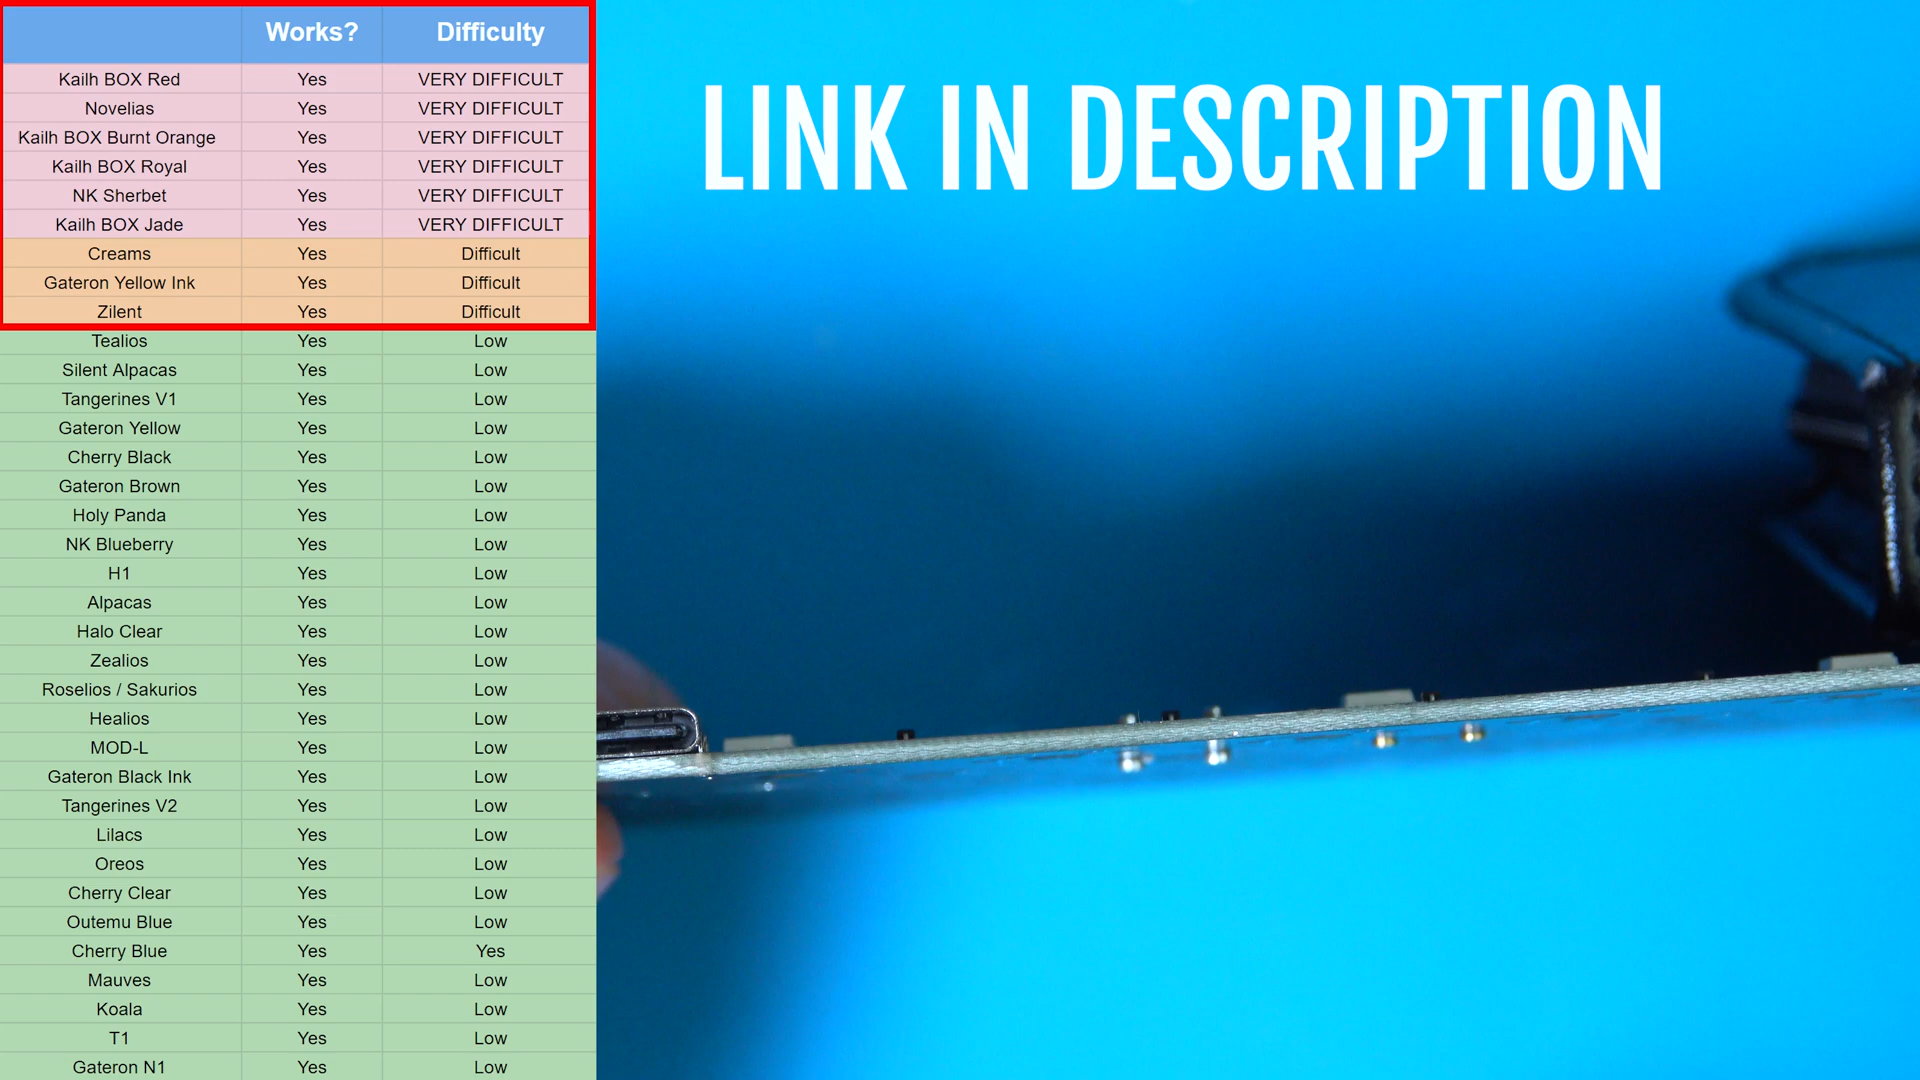 Works? Difficulty
Kailh BOX Red Yes VERY DIFFICULT
Novelias Yes VERY DIFFICULT
Kailh BOX Burnt Orange Yes VERY DIFFICULT
Kailh BOX Royal Yes VERY DIFFICULT
NK Sherbet Yes VERY DIFFICULT
Kailh BOX Jade Yes VERY DIFFICULT
Creams Yes Difficult
Gateron Yellow Ink Yes Difficult
Zilent Yes Difficult
Tealios Yes Low
Silent Alpacas Yes Low
Tangerines V1 Yes Low
Gateron Yellow Yes Low
Cherry Black Yes Low
Gateron Brown Yes Low
Holy Panda Yes Low
NK Blueberry Yes Low
H1 Yes Low
Alpacas Yes Low
Halo Clear Yes Low
Zealios Yes Low
Roselios / Sakurios Yes Low
Healios Yes Low
MOD-L Yes Low
Gateron Black Ink Yes Low
Tangerines V2 Yes Low
Lilacs Yes Low
Oreos Yes Low
Cherry Clear Yes Low
Outemu Blue Yes Low
Cherry Blue Yes Yes
Mauves Yes Low
Koala Yes Low
T1 Yes Low
Gateron N1 Yes Low
LINK IN DESCRIPTION